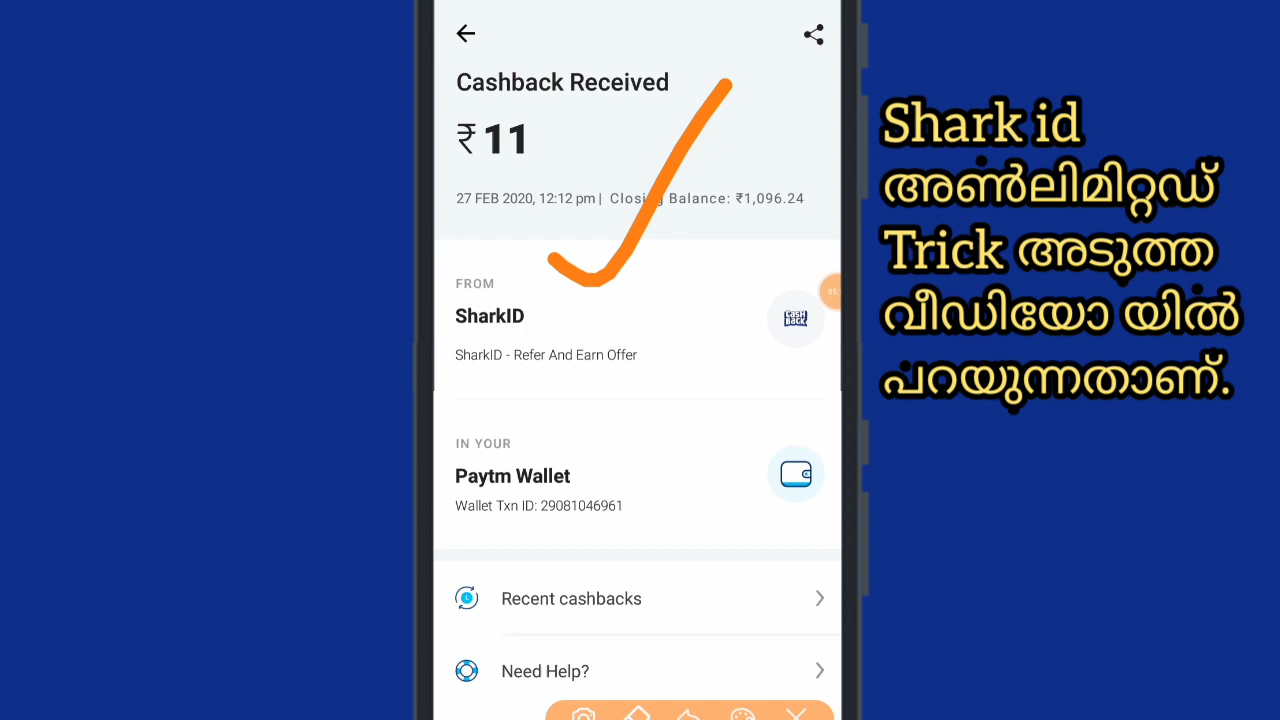 Cashback Received
₹11
27 FEB 2020, 12:12 pm | Closing Balance: ₹1,096.24
FROM
SharkID
CASH
BACK
SharkID - Refer And Earn Offer
IN YOUR
Paytm Wallet
Wallet Txn ID: 29081046961
Recent cashbacks
Need Help?
Shark id
അൺലിമിറ്റഡ്
Trick അടുത്ത
വീഡിയോ യിൽ
പറയുന്നതാണ്.